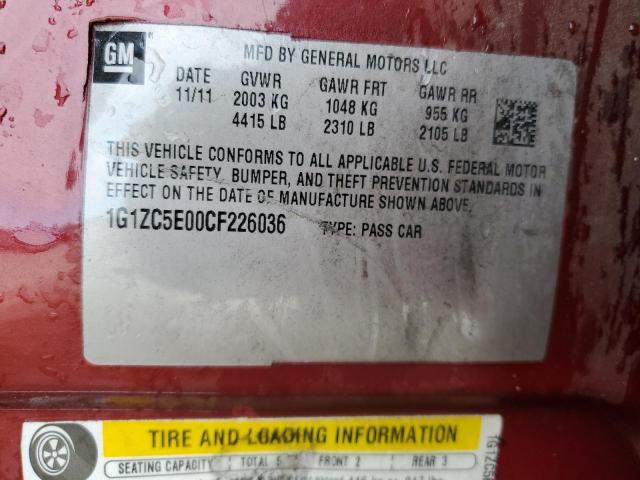 GM
MFD BY GENERAL MOTORS LLC
DATE GVWR GAWR FRT GAWR RR
11/11 2003 KG 1048 KG 955 KG
4415 LB 2310 LB 2105 LB
THIS VEHICLE CONFORMS TO ALL APPLICABLE U.S. FEDERAL MOTOR
VEHICLE SAFETY, BUMPER, AND THEFT PREVENTION STANDARDS IN
EFFECT ON THE DATE OF MANUFACTURE SHOWN ABOVE.
1G1ZC5E00CF226036 TYPE: PASS CAR
TIRE AND LOADING INFORMATION
SEATING CAPACITY TOTAL 5 FRONT 2 REAR 3